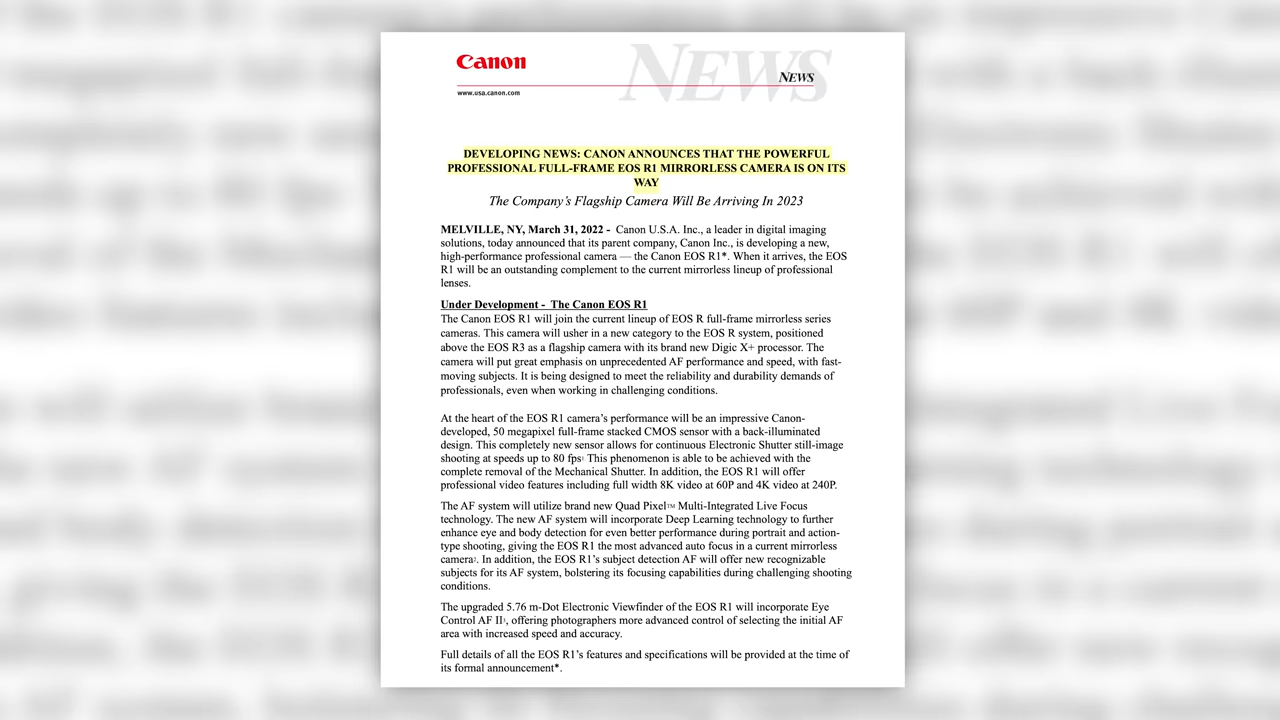 Canon
NEWS
NEWS
www.usa.canon.com
DEVELOPING NEWS: CANON ANNOUNCES THAT THE POWERFUL
PROFESSIONAL FULL-FRAME EOS R1 MIRRORLESS CAMERA IS ON ITS
WAY
The Company's Flagship Camera Will Be Arriving In 2023
MELVILLE, NY, March 31, 2022 - Canon U.S.A. Inc., a leader in digital imaging
solutions, today announced that its parent company, Canon Inc., is developing a new,
high-performance professional camera — the Canon EOS R1*. When it arrives, the EOS
R1 will be an outstanding complement to the current mirrorless lineup of professional
lenses.
Under Development - The Canon EOS R1
The Canon EOS R1 will join the current lineup of EOS R full-frame mirrorless series
cameras. This camera will usher in a new category to the EOS R system, positioned
above the EOS R3 as a flagship camera with its brand new Digic X+ processor. The
camera will put great emphasis on unprecedented AF performance and speed, with fast-
moving subjects. It is being designed to meet the reliability and durability demands of
professionals, even when working in challenging conditions.
At the heart of the EOS R1 camera's performance will be an impressive Canon-
developed, 50 megapixel full-frame stacked CMOS sensor with a back-illuminated
design. This completely new sensor allows for continuous Electronic Shutter still-image
shooting at speeds up to 80 fps¹ This phenomenon is able to be achieved with the
complete removal of the Mechanical Shutter. In addition, the EOS R1 will offer
professional video features including full width 8K video at 60P and 4K video at 240P.
The AF system will utilize brand new Quad Pixel™ Multi-Integrated Live Focus
technology. The new AF system will incorporate Deep Learning technology to further
enhance eye and body detection for even better performance during portrait and action-
type shooting, giving the EOS R1 the most advanced auto focus in a current mirrorless
camera². In addition, the EOS R1's subject detection AF will offer new recognizable
subjects for its AF system, bolstering its focusing capabilities during challenging shooting
conditions.
The upgraded 5.76 m-Dot Electronic Viewfinder of the EOS R1 will incorporate Eye
Control AF II³, offering photographers more advanced control of selecting the initial AF
area with increased speed and accuracy.
Full details of all the EOS R1's features and specifications will be provided at the time of
its formal announcement*.